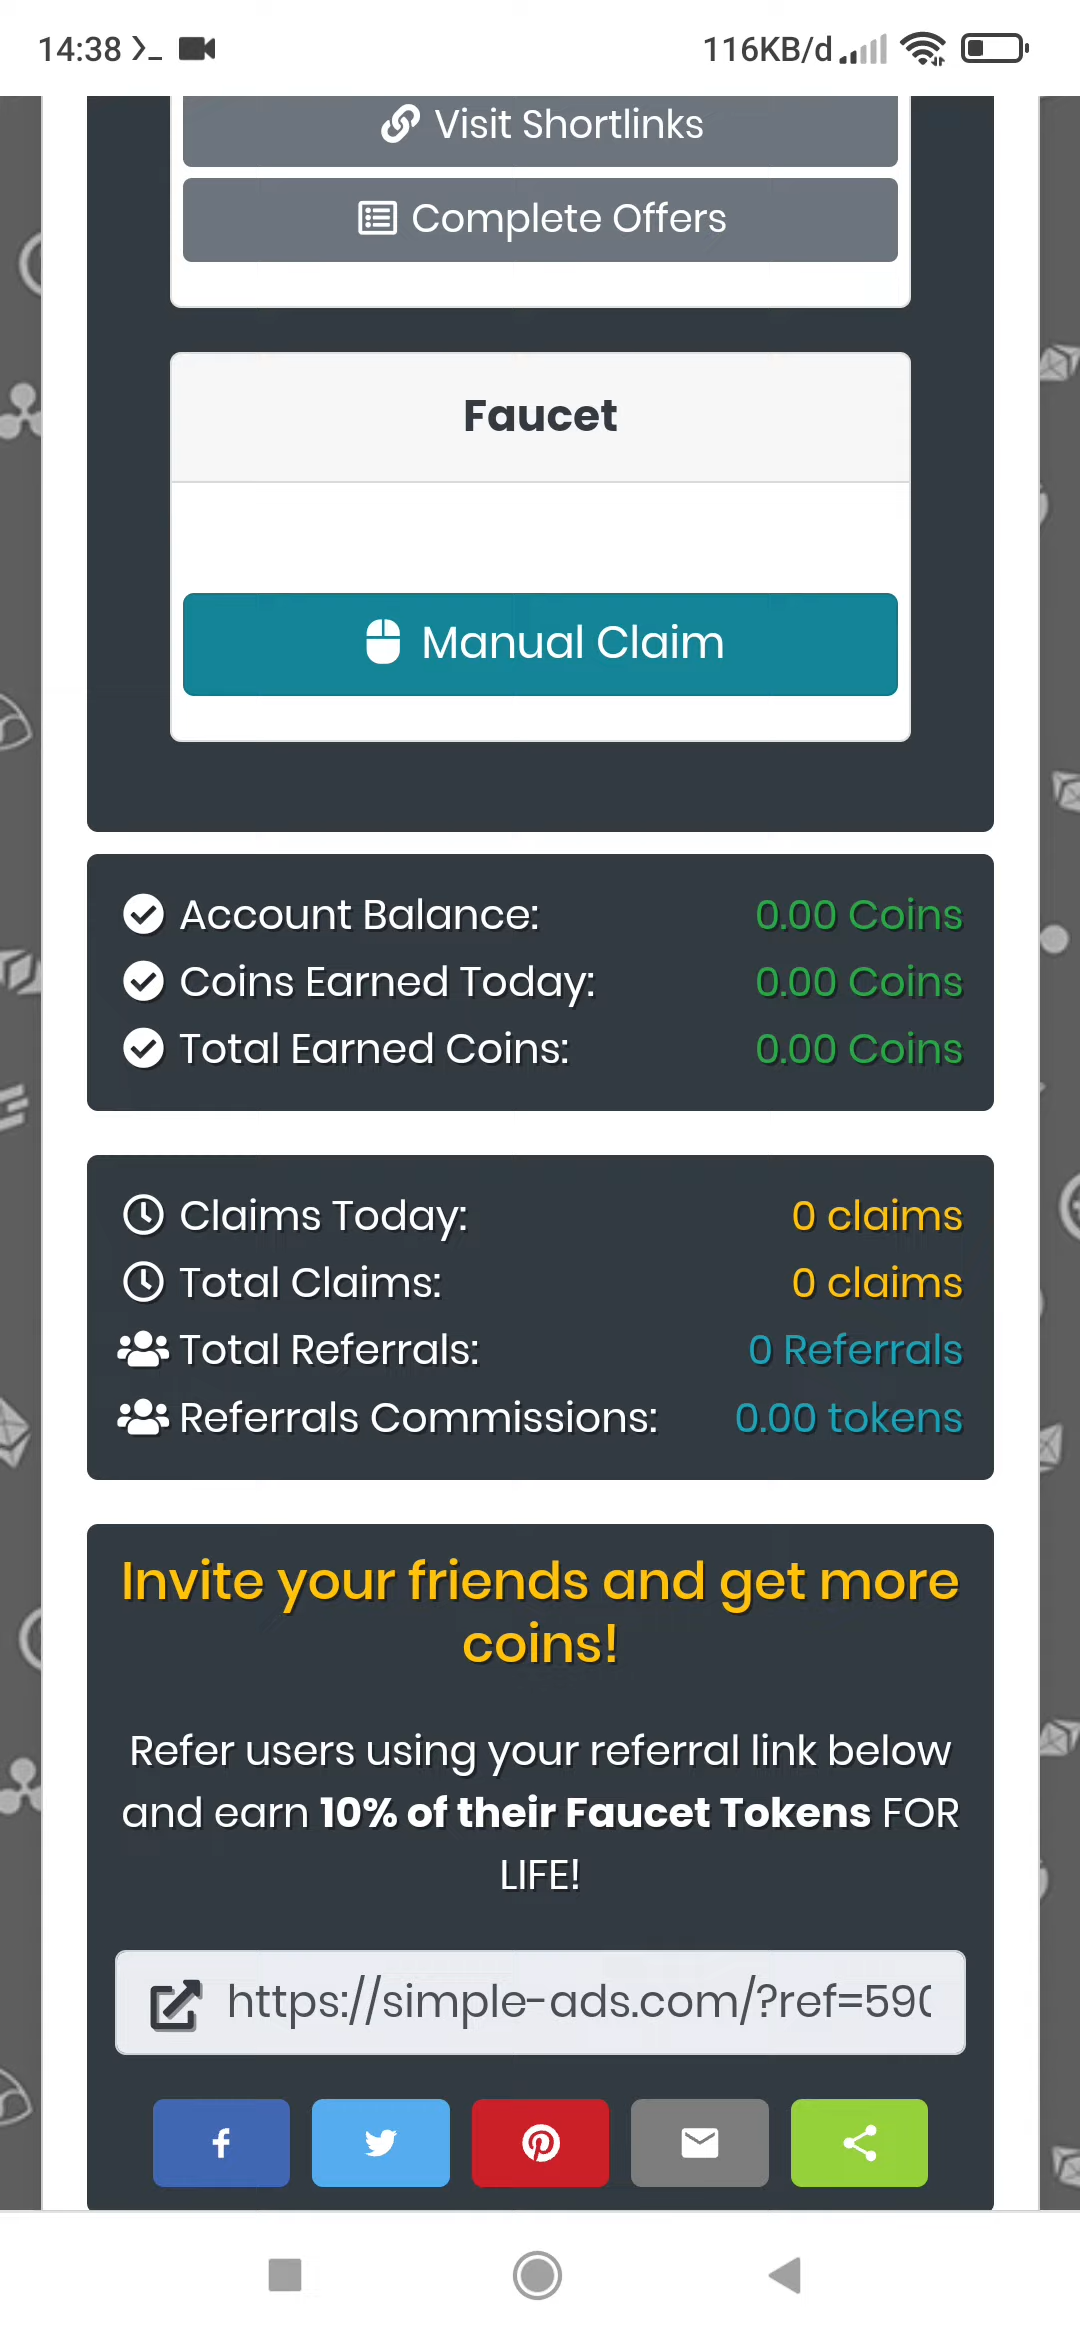 14:38 >_ 116KB/d
Visit Shortlinks
Complete Offers
Faucet
Manual Claim
Account Balance: 0.00 Coins
Coins Earned Today: 0.00 Coins
Total Earned Coins: 0.00 Coins
Claims Today: 0 claims
Total Claims: 0 claims
Total Referrals: 0 Referrals
Referrals Commissions: 0.00 tokens
Invite your friends and get more
coins!
Refer users using your referral link below
and earn 10% of their Faucet Tokens FOR
LIFE!
https://simple-ads.com/?ref=590